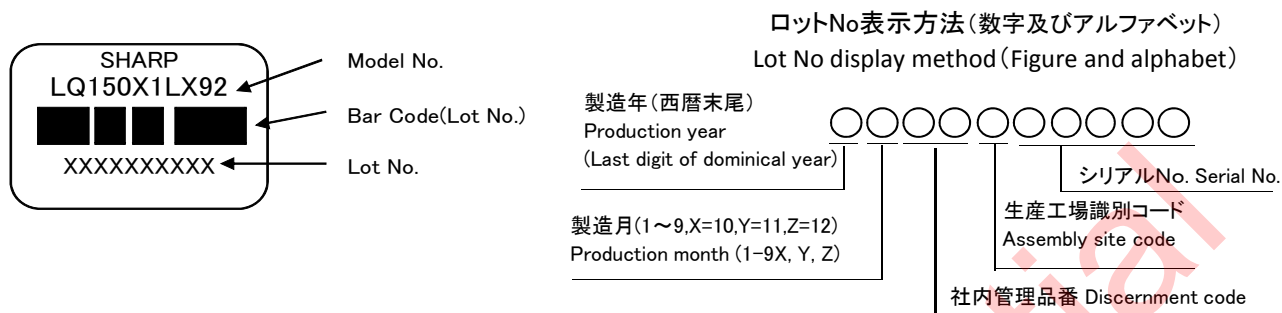 SHARP
LQ150X1LX92
XXXXXXXXXX
Model No.
Bar Code(Lot No.)
Lot No.
ロットNo表示方法(数字及びアルファベット)
Lot No display method(Figure and alphabet)
製造年(西暦末尾)
Production year
(Last digit of dominical year)
製造月(1～9,X=10,Y=11,Z=12)
Production month (1-9X, Y, Z)
シリアルNo. Serial No.
生産工場識別コード
Assembly site code
社内管理品番 Discernment code
tial